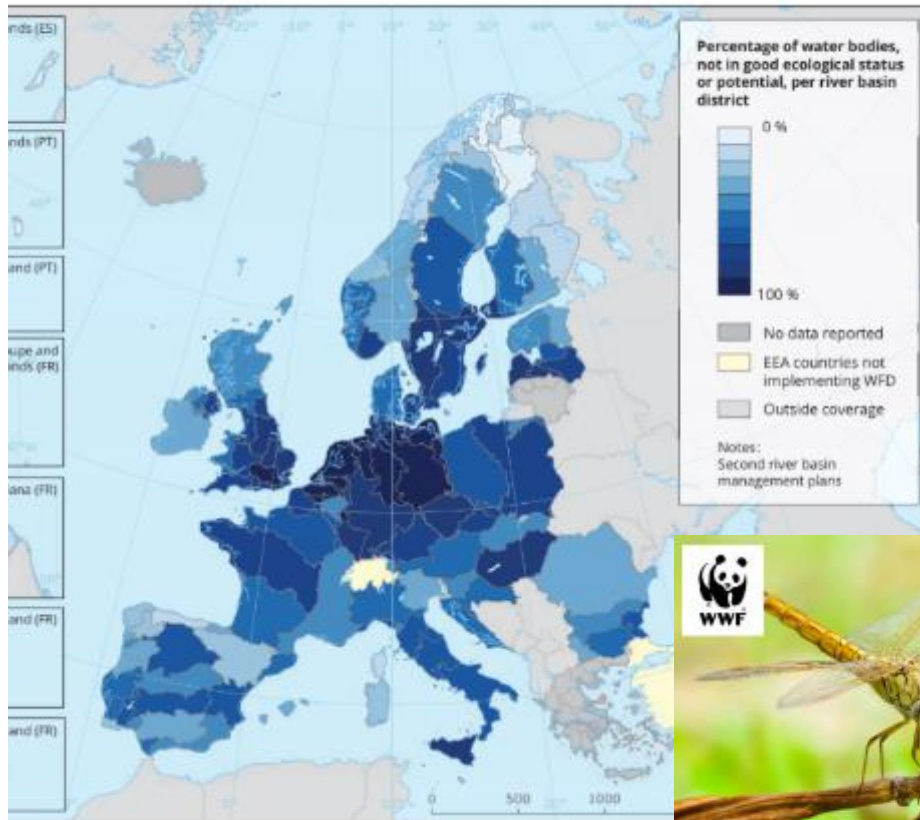 nds (ES)
nds (PT)
and (PT)
oupe and
nds (FR)
ana (FR)
and (FR)
and (FR)
Percentage of water bodies,
not in good ecological status
or potential, per river basin
district
0 %
100 %
No data reported
EEA countries not
implementing WFD
Outside coverage
Notes:
Second river basin
management plans
WWF
0 500 1000